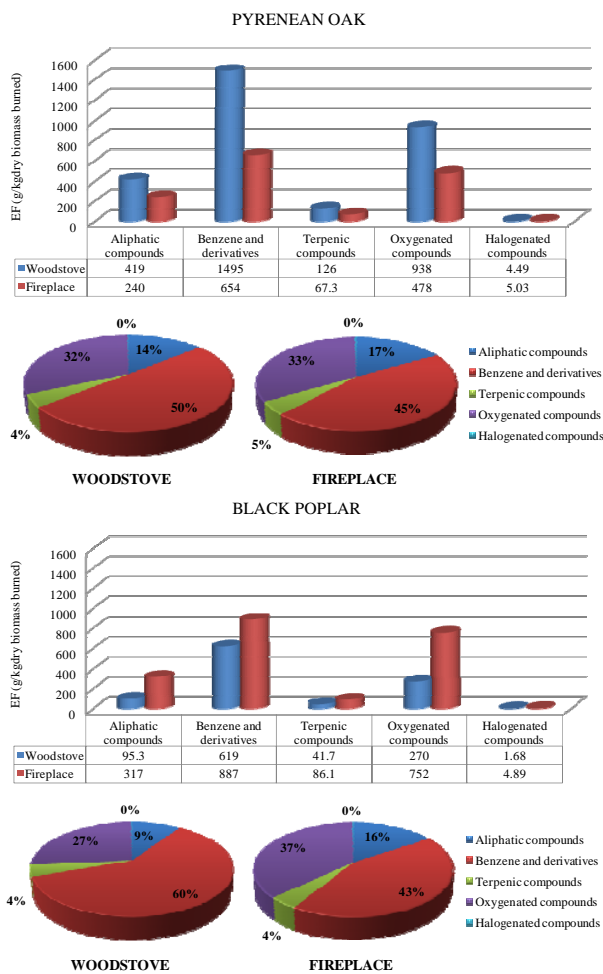 PYRENEAN OAK
EF (g/kgdry biomass burned)
1600
1400
1200
1000
800
600
400
200
0
Aliphatic compounds
Benzene and derivatives
Terpenic compounds
Oxygenated compounds
Halogenated compounds
Woodstove 419 1495 126 938 4.49
Fireplace 240 654 67.3 478 5.03
0%
14%
32%
50%
4%
WOODSTOVE
0%
17%
33%
45%
5%
FIREPLACE
Aliphatic compounds
Benzene and derivatives
Terpenic compounds
Oxygenated compounds
Halogenated compounds
BLACK POPLAR
EF (g/kgdry biomass burned)
1600
1400
1200
1000
800
600
400
200
0
Aliphatic compounds
Benzene and derivatives
Terpenic compounds
Oxygenated compounds
Halogenated compounds
Woodstove 95.3 619 41.7 270 1.68
Fireplace 317 887 86.1 752 4.89
0%
9%
27%
60%
4%
WOODSTOVE
0%
16%
37%
43%
4%
FIREPLACE
Aliphatic compounds
Benzene and derivatives
Terpenic compounds
Oxygenated compounds
Halogenated compounds